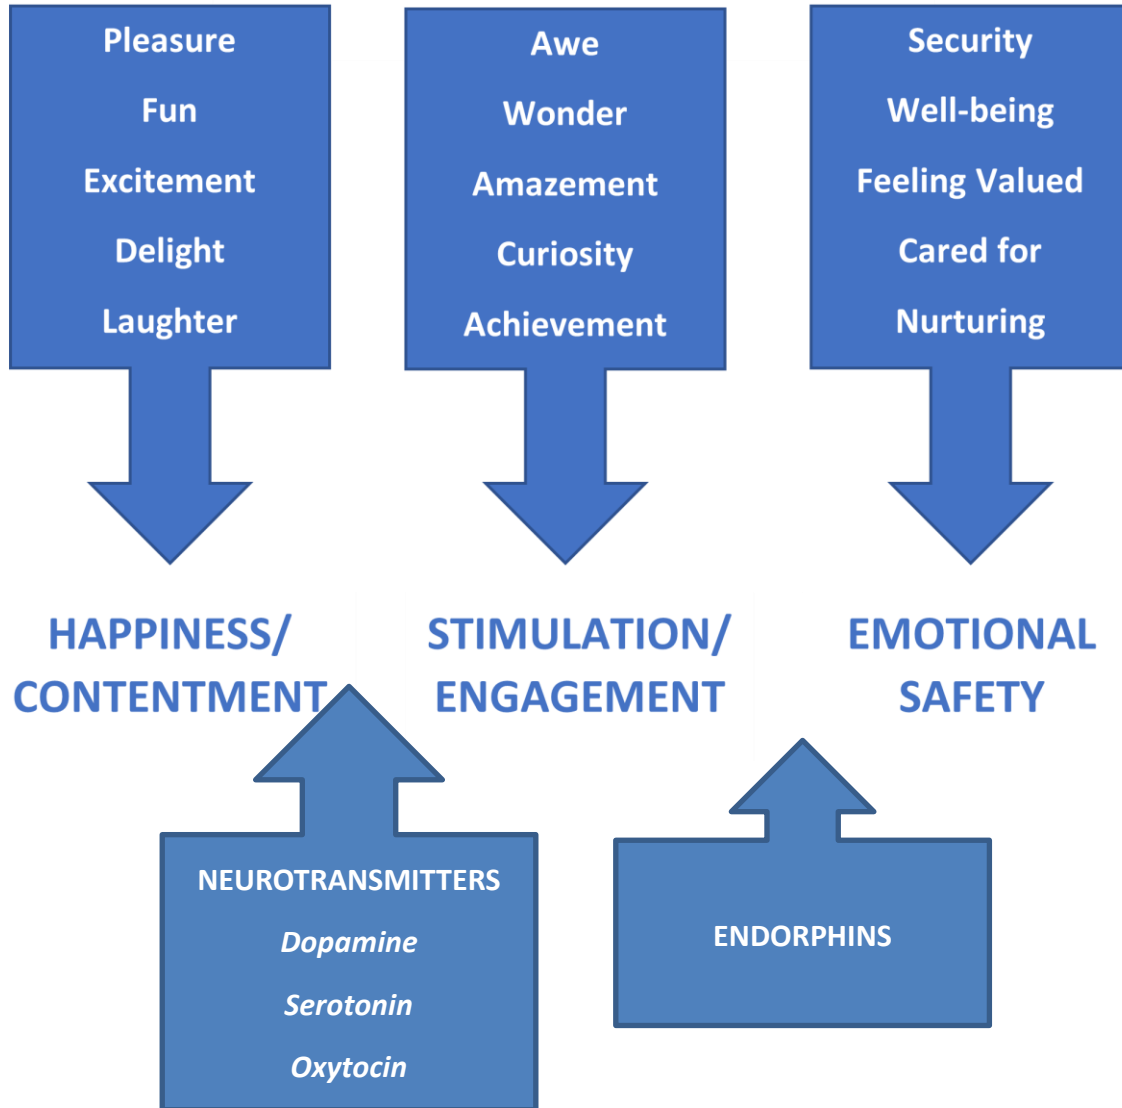 Pleasure
Fun
Excitement
Delight
Laughter
Awe
Wonder
Amazement
Curiosity
Achievement
Security
Well-being
Feeling Valued
Cared for
Nurturing
HAPPINESS/
CONTENTMENT
STIMULATION/
ENGAGEMENT
EMOTIONAL
SAFETY
NEUROTRANSMITTERS
Dopamine
Serotonin
Oxytocin
ENDORPHINS